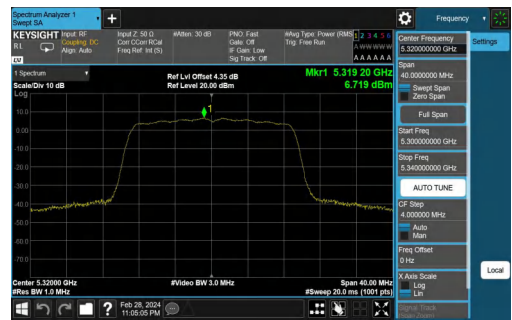 Spectrum Analyzer 1
Swept SA
Frequency
KEYSIGHT
RL
LV
Input: RF
Coupling: DC
Align: Auto
Input Z: 50 Ω
Corr CCorr RCal
Freq Ref: Int (S)
#Atten: 30 dB
PNO: Fast
Gate: Off
IF Gain: Low
Sig Track: Off
#Avg Type: Power (RMS
Trig: Free Run
1 2 3 4 5 6
A W W W W W
A A A A A A
1 Spectrum
Scale/Div 10 dB
Log
Ref Lvl Offset 4.35 dB
Ref Level 20.00 dBm
Mkr1 5.319 20 GHz
6.719 dBm
1
10.0
0.00
-10.0
-20.0
-30.0
-40.0
-50.0
-60.0
-70.0
Center 5.32000 GHz
#Res BW 1.0 MHz
#Video BW 3.0 MHz
Span 40.00 MHz
#Sweep 20.0 ms (1001 pts)
Center Frequency
5.320000000 GHz
Settings
Span
40.0000000 MHz
Swept Span
Zero Span
Full Span
Start Freq
5.300000000 GHz
Stop Freq
5.340000000 GHz
AUTO TUNE
CF Step
4.000000 MHz
Auto
Man
Freq Offset
0 Hz
X Axis Scale
Log
Lin
Signal Track
(Span Zoom)
Local
?
Feb 28, 2024
11:05:05 PM